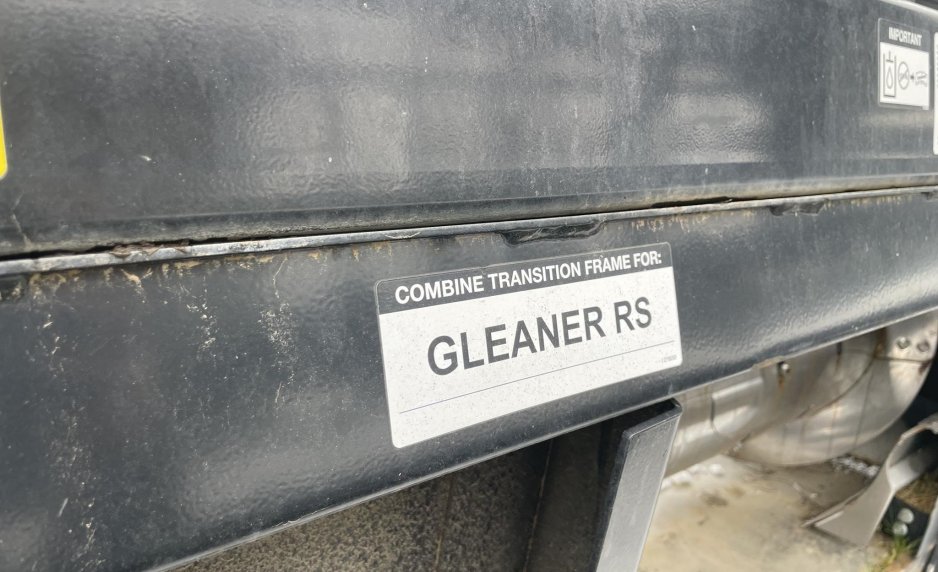 IMPORTANT
COMBINE TRANSITION FRAME FOR:
GLEANER RS